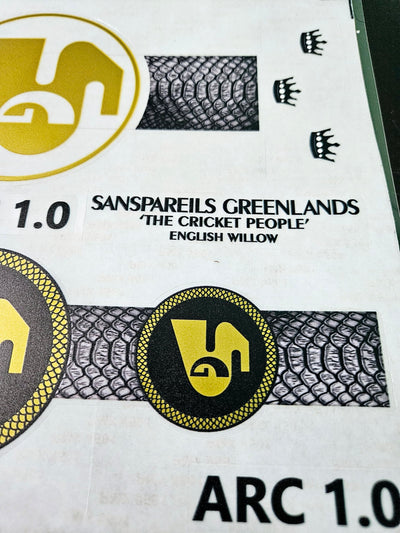 1.0
SANSPAREILS GREENLANDS
'THE CRICKET PEOPLE'
ENGLISH WILLOW
ARC 1.0